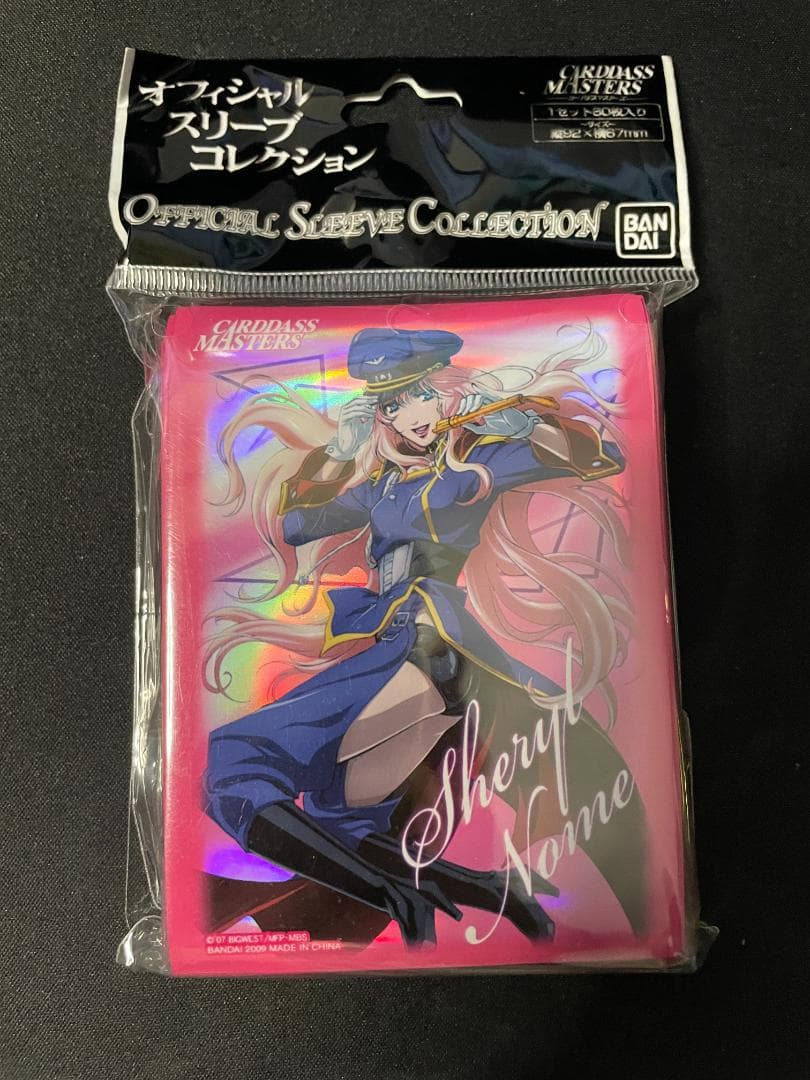 オフィシャル
スリーブ
コレクション
CARDDASS
MASTERS
1セット80枚入り
~サイズ~
縦92×横67mm
OFFICIAL SLEEVE COLLECTION
BAN
DAI
CARDDASS
MASTERS
Sheryl
Nome
© '07 BIGWEST/MFP・MBS
BANDAI 2009 MADE IN CHINA